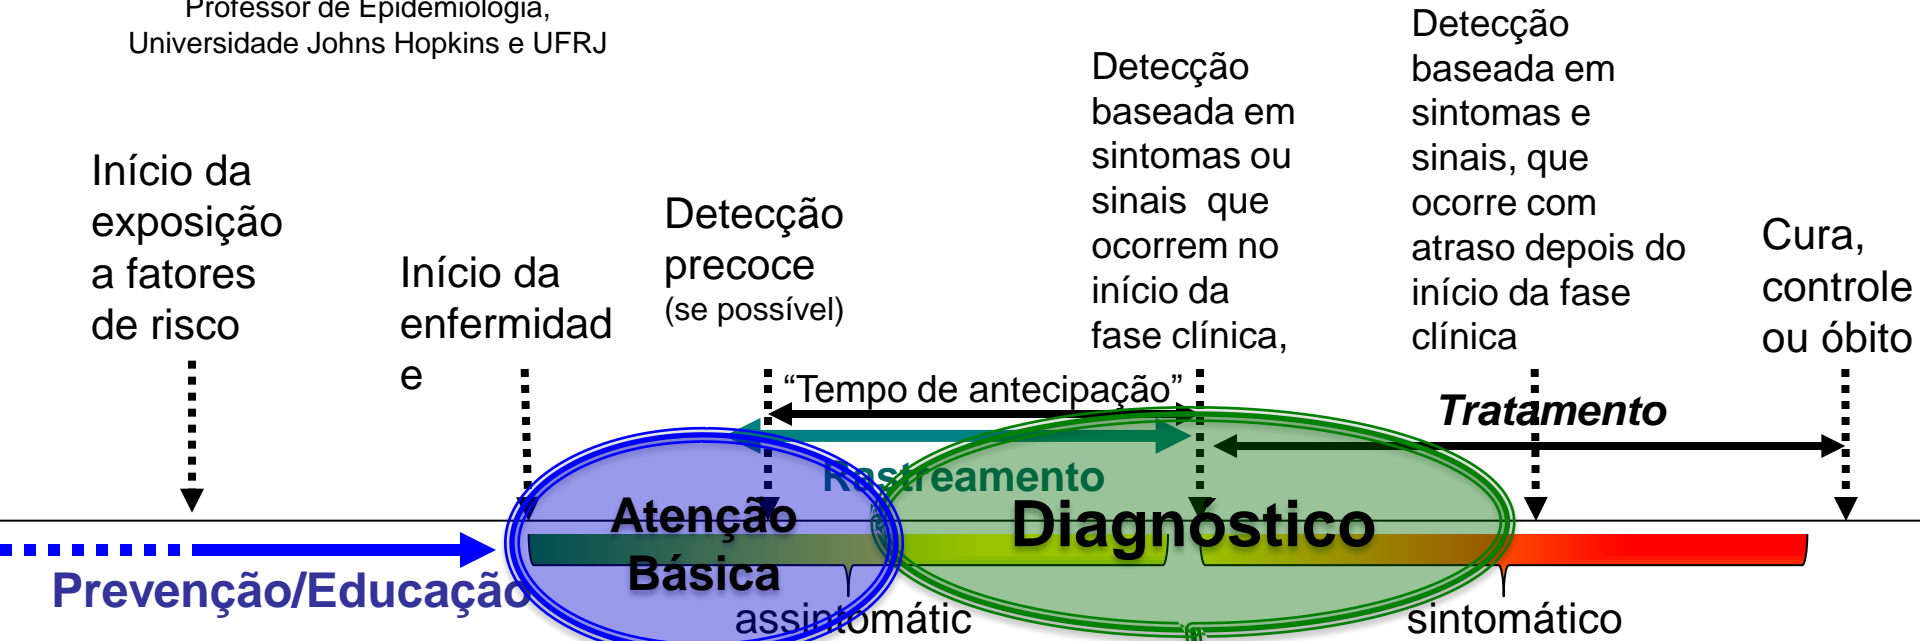 Professor de Epidemiologia,
Universidade Johns Hopkins e UFRJ
Início da
exposição
a fatores
de risco
Início da
enfermidad
e
Detecção
precoce
(se possível)
Detecção
baseada em
sintomas ou
sinais que
ocorrem no
início da
fase clínica,
Detecção
baseada em
sintomas e
sinais, que
ocorre com
atraso depois do
início da fase
clínica
Cura,
controle
ou óbito
“Tempo de antecipação”
Tratamento
Rastreamento
Atenção
Básica
Diagnóstico
Prevenção/Educação
assintomátic
sintomático